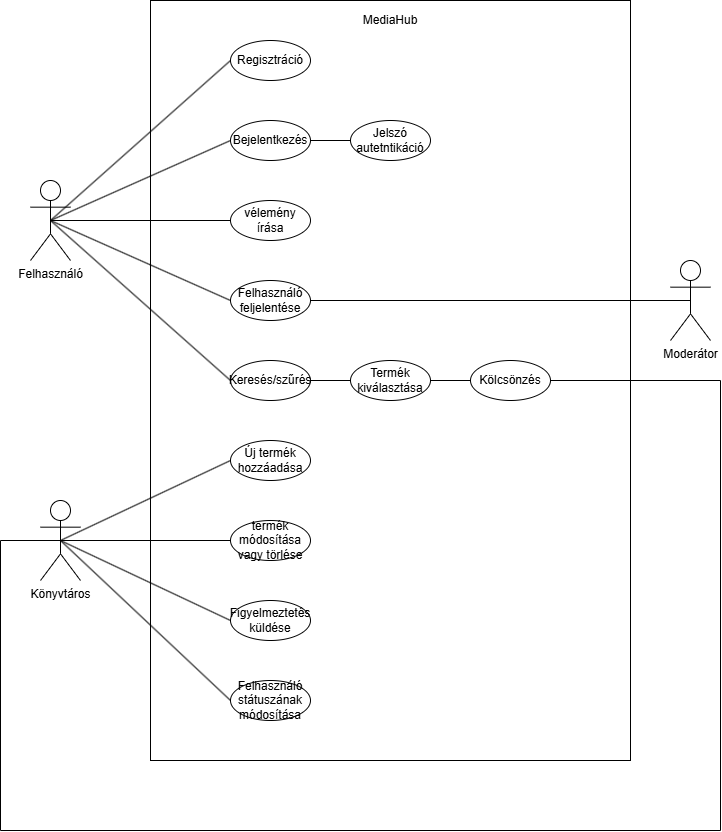 MediaHub
Regisztráció
Bejelentkezés
Jelszó
autetntikáció
vélemény
írása
Felhasználó
Felhasználó
feljelentése
Moderátor
Keresés/szűrés
Termék
kiválasztása
Kölcsönzés
Új termék
hozzáadása
termék
módosítása
vagy törlése
Könyvtáros
Figyelmeztetés
küldése
Felhasználó
státuszának
módosítása